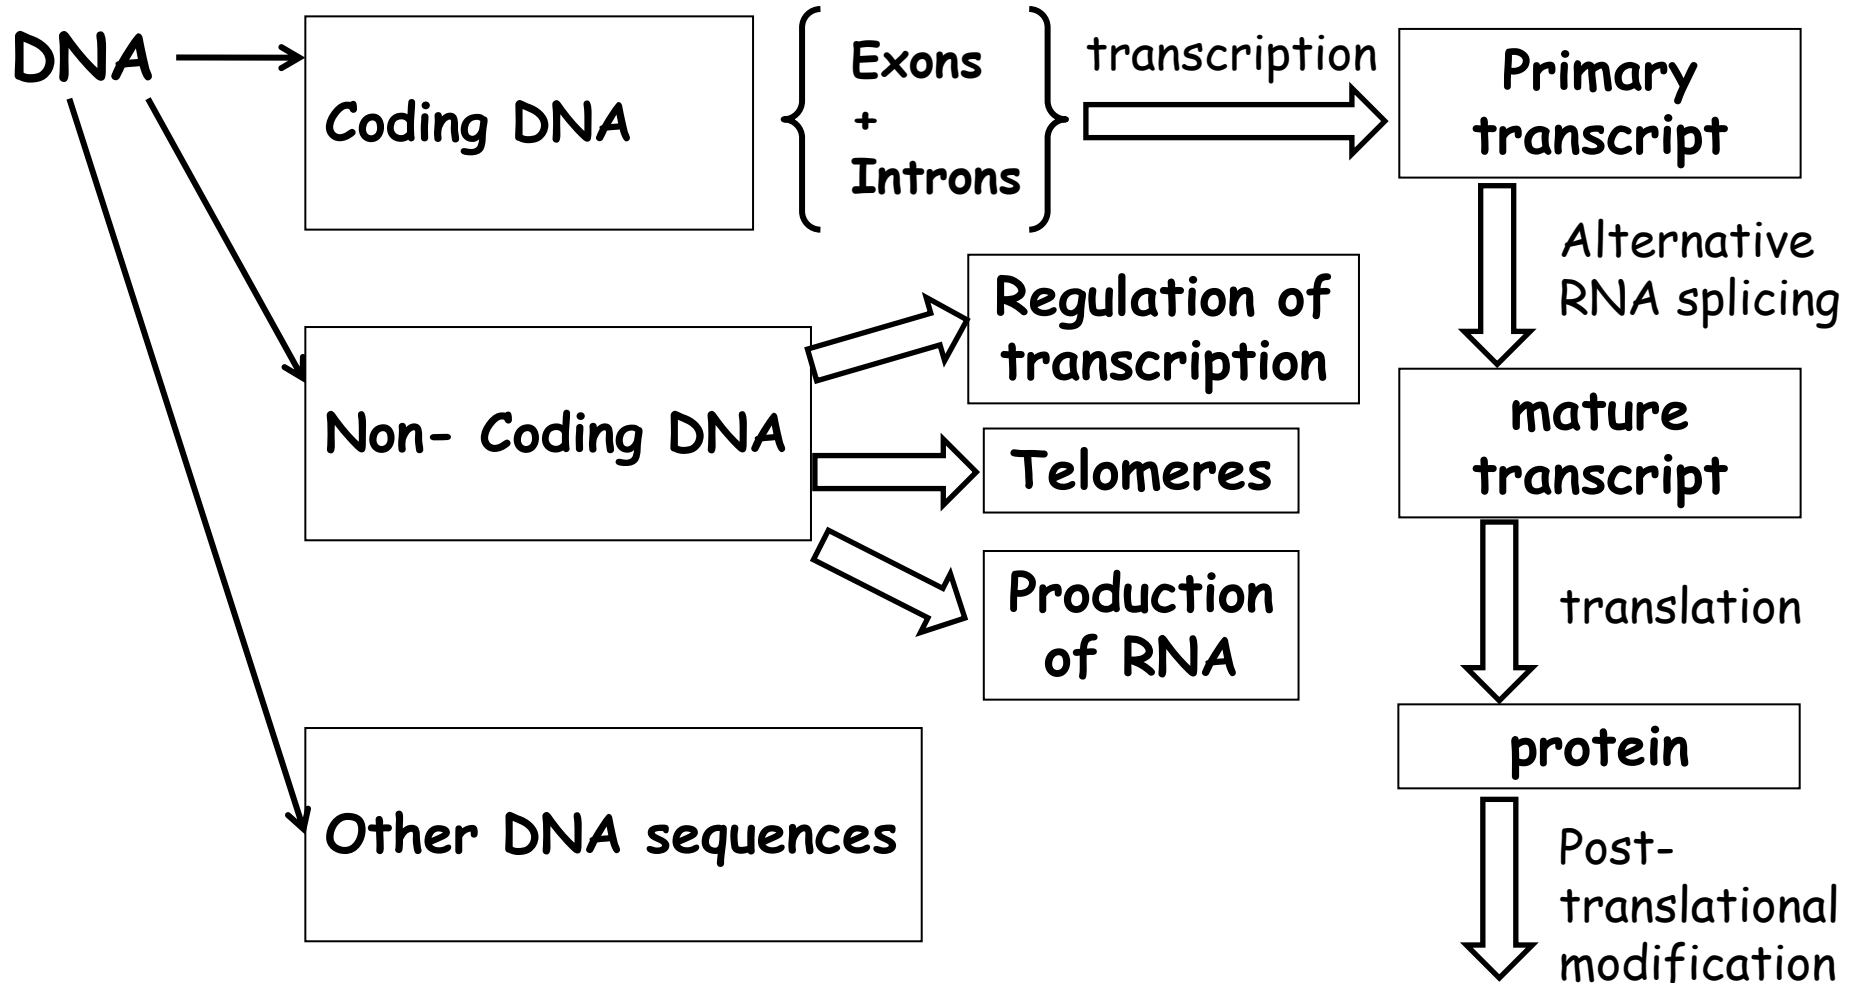 DNA
Coding DNA
Exons
+
Introns
transcription
Primary
transcript
Alternative
RNA splicing
Non- Coding DNA
Regulation of
transcription
Telomeres
Production
of RNA
mature
transcript
translation
protein
Other DNA sequences
Post-
translational
modification